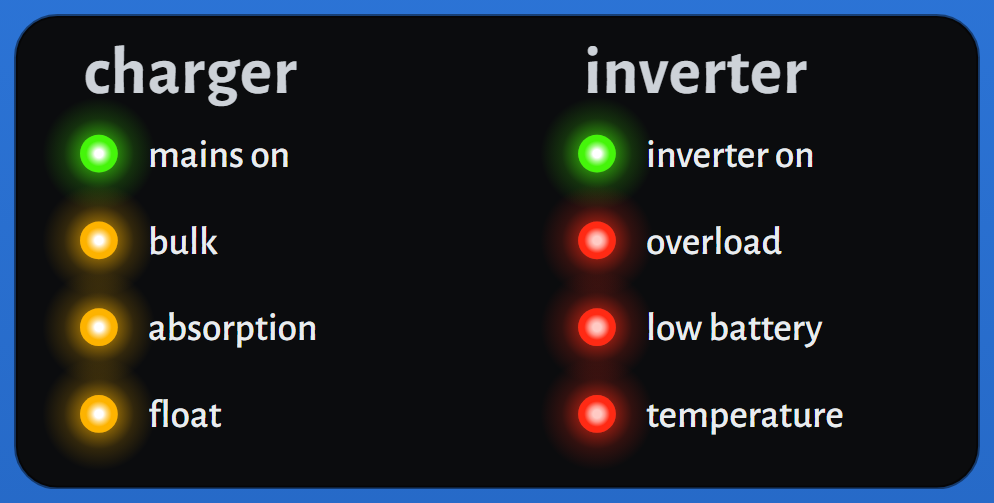 charger
mains on
bulk
absorption
float
inverter
inverter on
overload
low battery
temperature